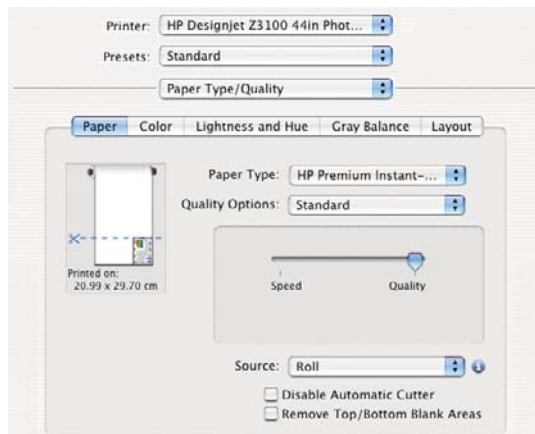 Printer: HP Designjet Z3100 44in Phot...
Presets: Standard
Paper Type/Quality
Paper Color Lightness and Hue Gray Balance Layout
Paper Type: HP Premium Instant-...
Quality Options: Standard
Printed on:
20.99 x 29.70 cm
Speed Quality
Source: Roll
Disable Automatic Cutter
Remove Top/Bottom Blank Areas